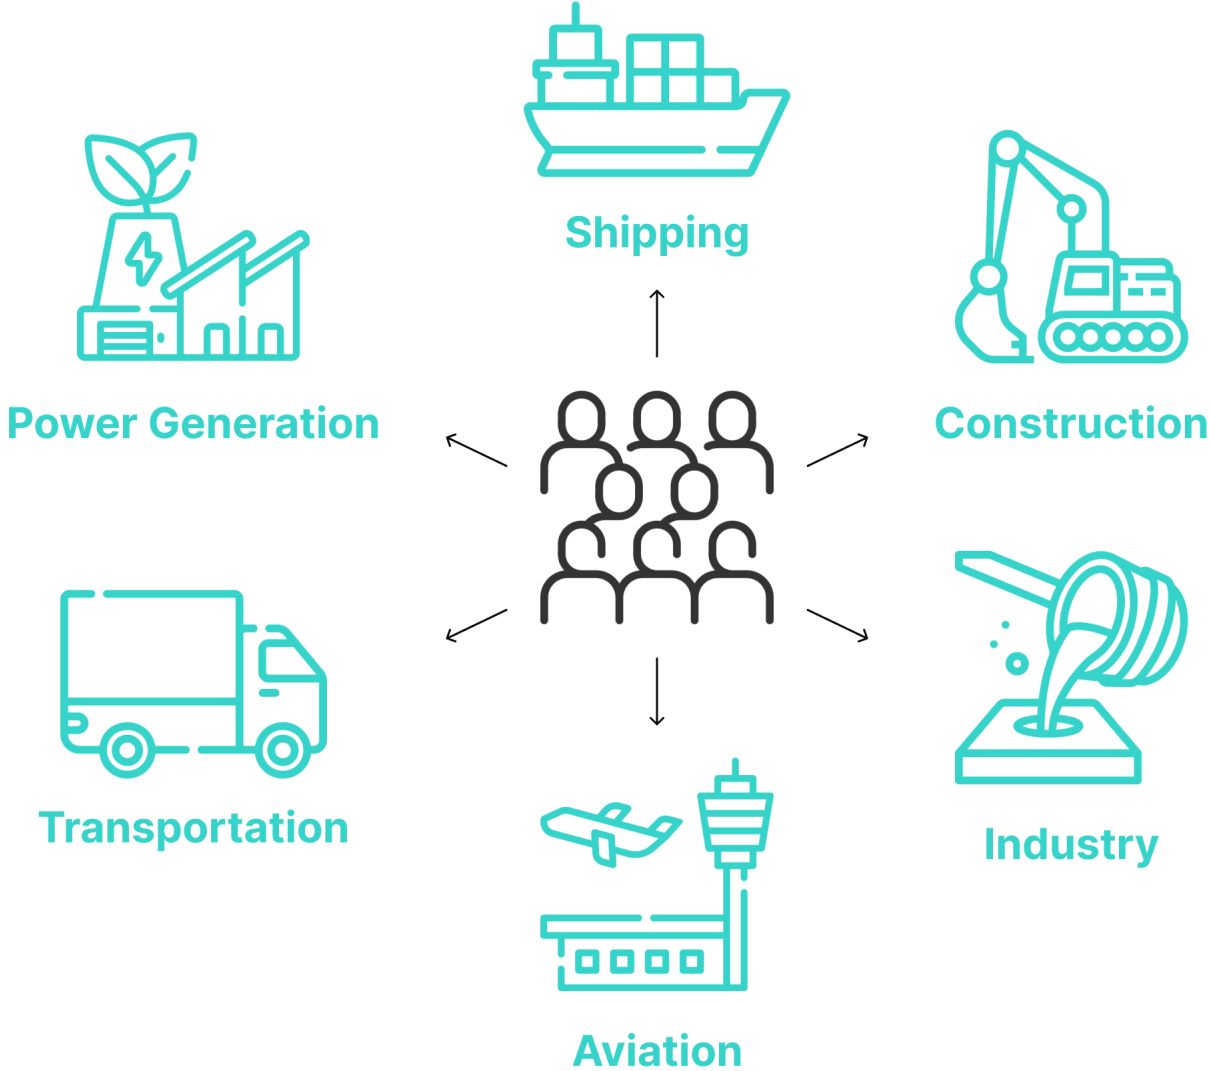 Shipping
Power Generation
Construction
Transportation
Industry
Aviation